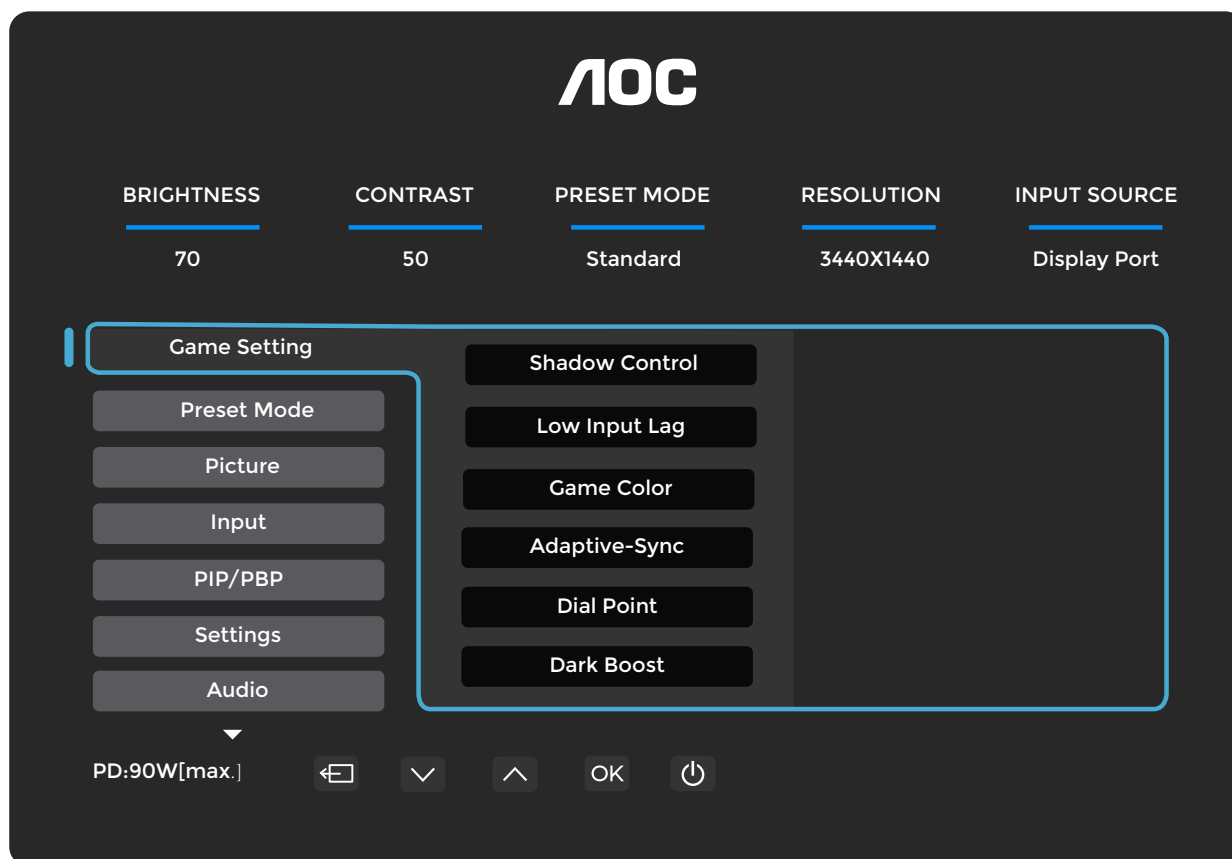 AOC
BRIGHTNESS CONTRAST PRESET MODE RESOLUTION INPUT SOURCE
70 50 Standard 3440X1440 Display Port
Game Setting
Preset Mode
Picture
Input
PIP/PBP
Settings
Audio
Shadow Control
Low Input Lag
Game Color
Adaptive-Sync
Dial Point
Dark Boost
PD:90W[max.] OK